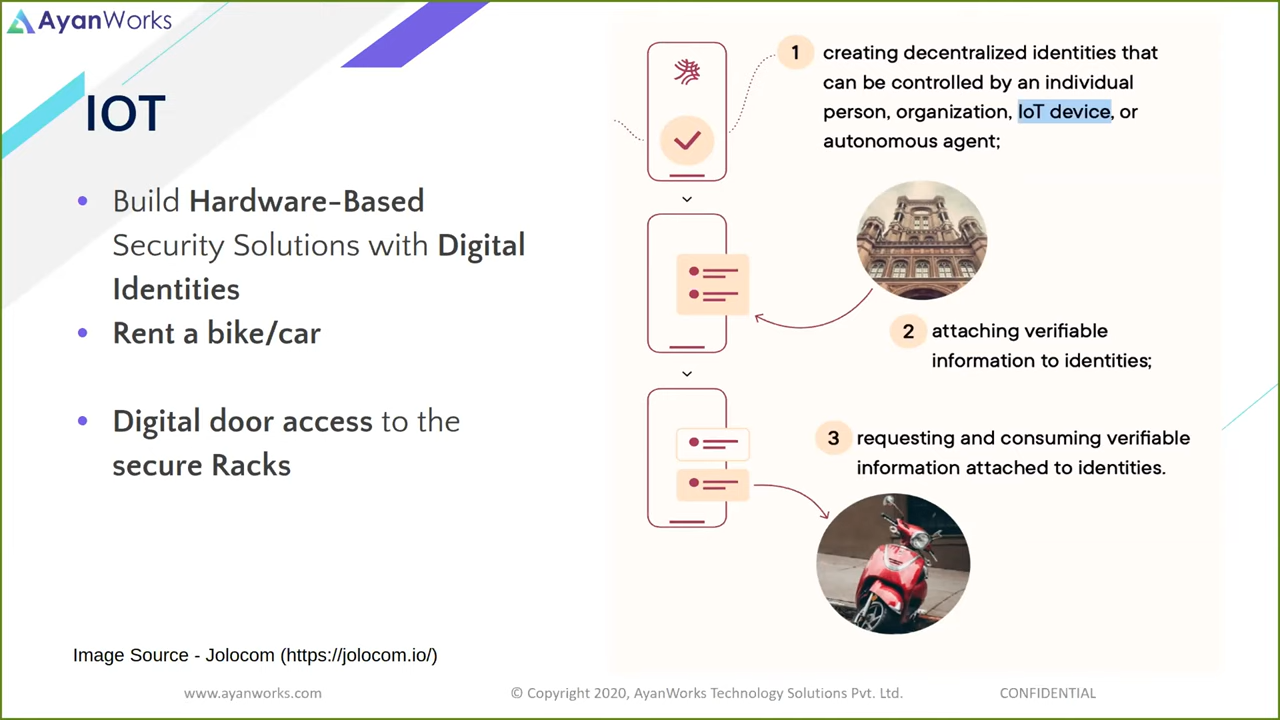 AyanWorks
IOT
• Build Hardware-Based
Security Solutions with Digital
Identities
• Rent a bike/car
• Digital door access to the
secure Racks
1 creating decentralized identities that
can be controlled by an individual
person, organization, IoT device, or
autonomous agent;
2 attaching verifiable
information to identities;
3 requesting and consuming verifiable
information attached to identities.
Image Source - Jolocom (https://jolocom.io/)
www.ayanworks.com
© Copyright 2020, AyanWorks Technology Solutions Pvt. Ltd.
CONFIDENTIAL